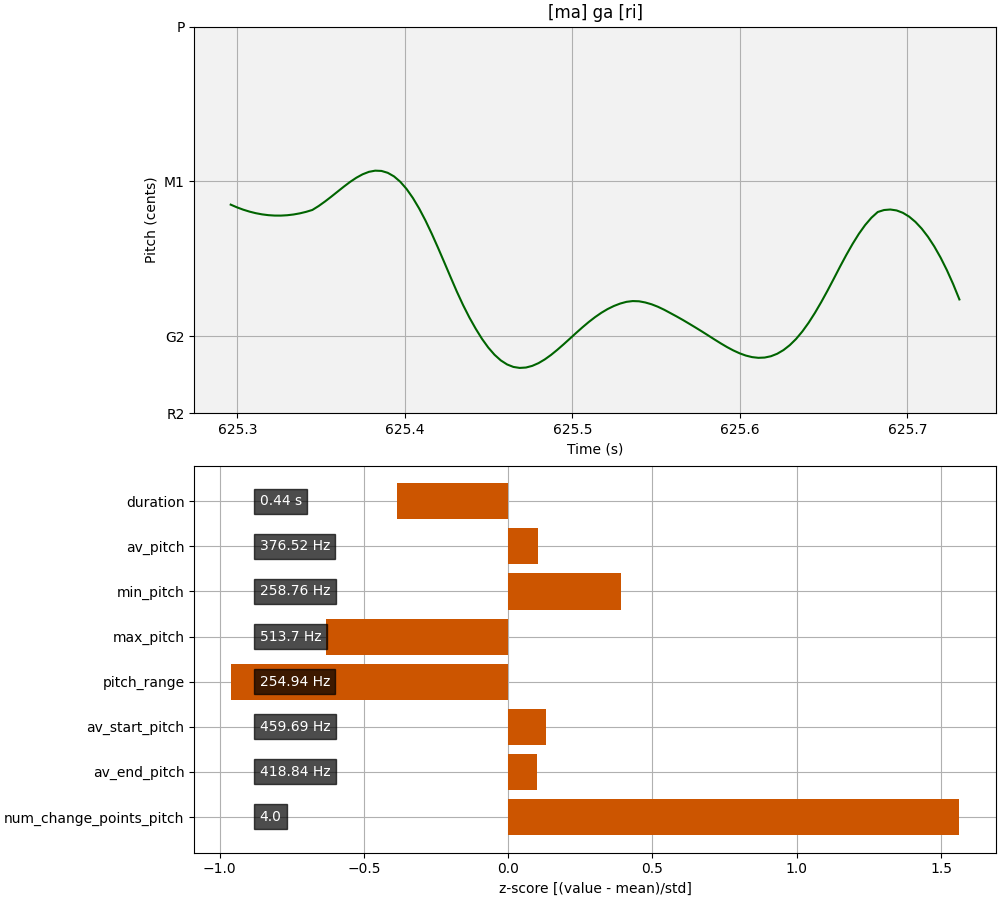 [ma] ga [ri]
P
M1
G2
R2
Pitch (cents)
625.3 625.4 625.5 625.6 625.7
Time (s)
duration 0.44 s
av_pitch 376.52 Hz
min_pitch 258.76 Hz
max_pitch 513.7 Hz
pitch_range 254.94 Hz
av_start_pitch 459.69 Hz
av_end_pitch 418.84 Hz
num_change_points_pitch 4.0
−1.0 −0.5 0.0 0.5 1.0 1.5
z-score [(value - mean)/std]